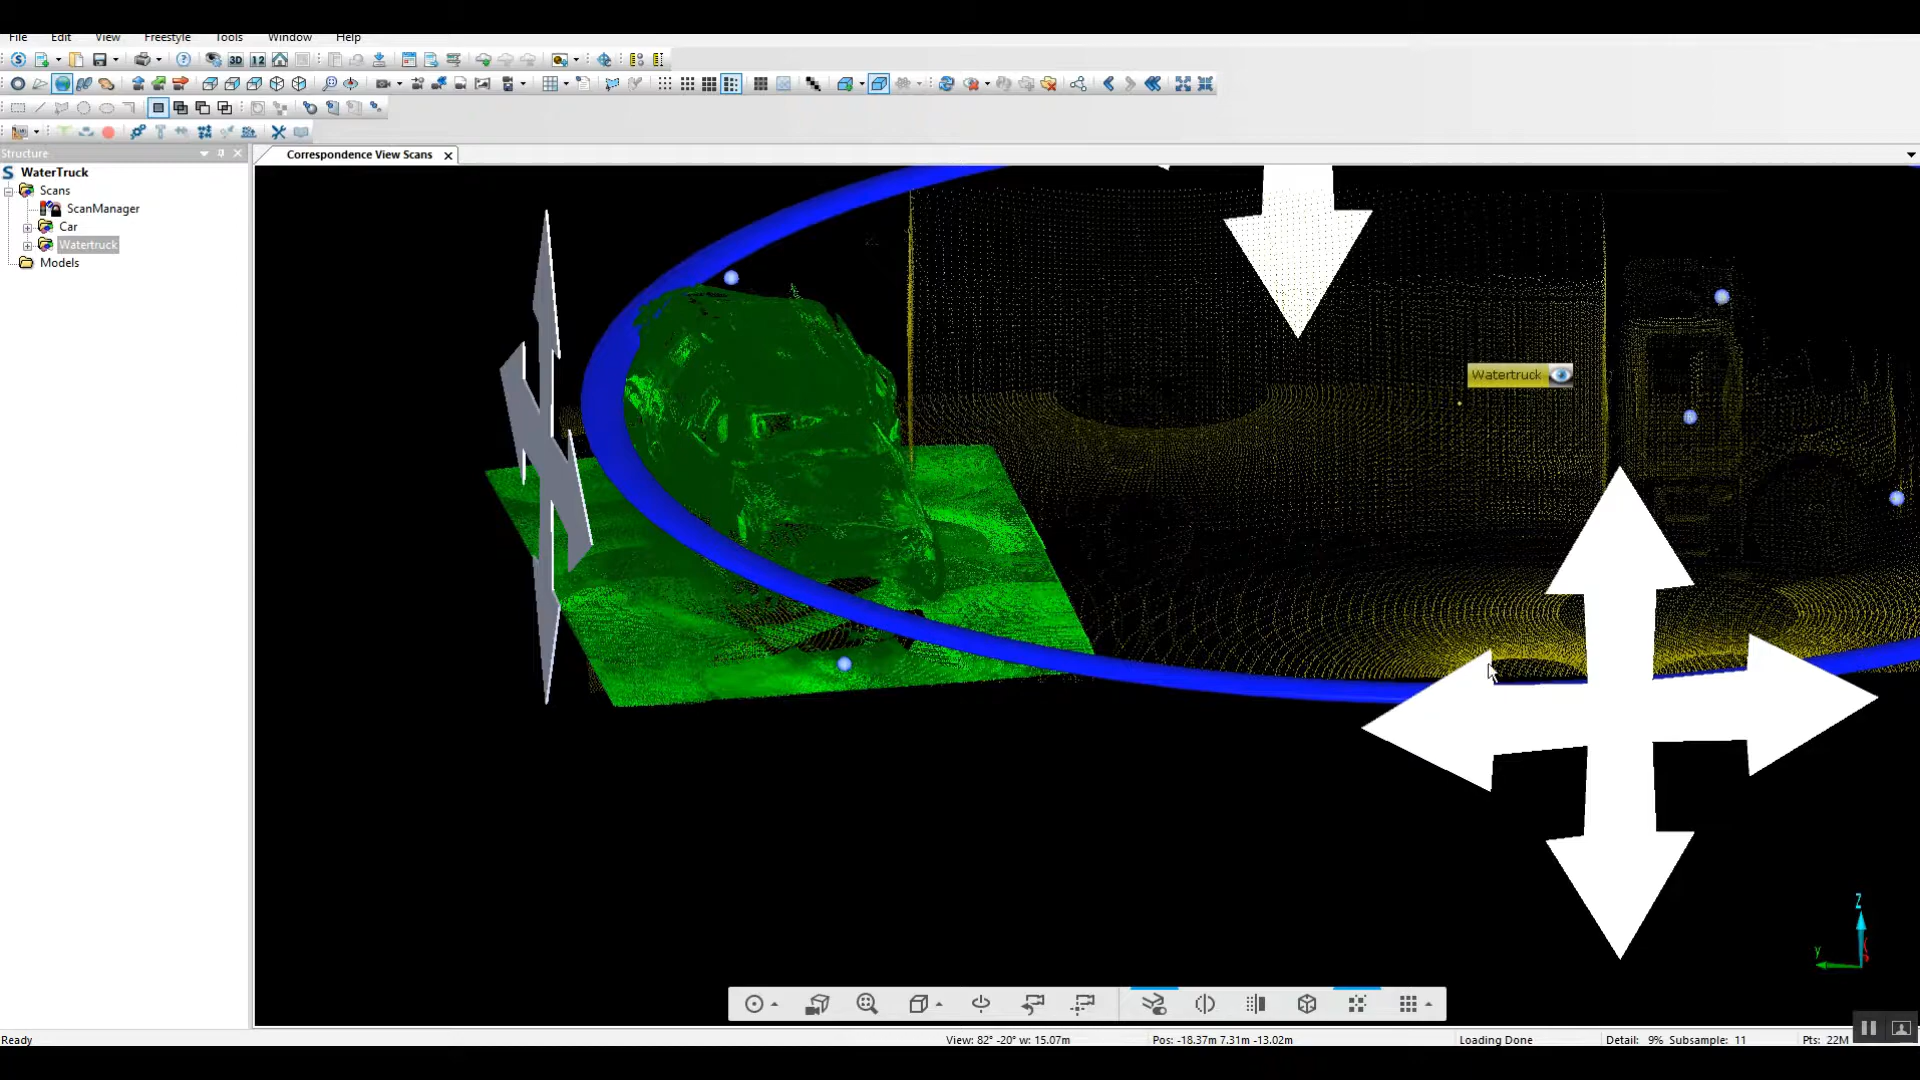 File Edit View Freestyle Tools Window Help
3D 12
Structure
Correspondence View Scans
S WaterTruck
Scans
ScanManager
Car
Watertruck
Models
Watertruck
Z
Y
Ready
View: 82° -20° w: 15.07m
Pos: -18.37m 7.31m -13.02m
Loading Done
Detail: 9% Subsample: 11
Pts: 22M